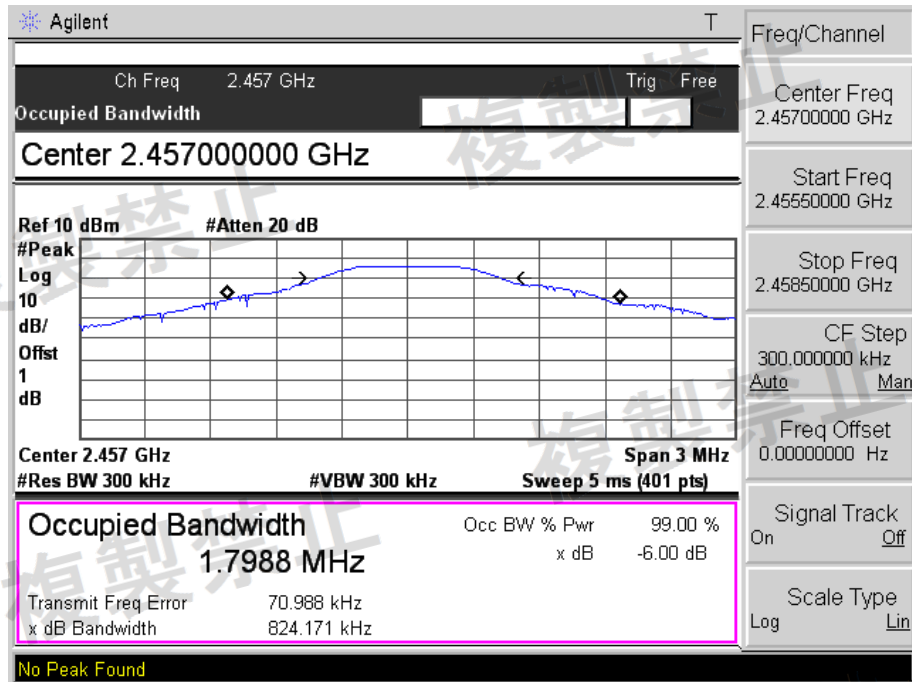 Agilent T
Ch Freq 2.457 GHz Trig Free
Occupied Bandwidth
Center 2.457000000 GHz
Ref 10 dBm #Atten 20 dB
#Peak
Log
10
dB/
Offst
1
dB
Center 2.457 GHz Span 3 MHz
#Res BW 300 kHz #VBW 300 kHz Sweep 5 ms (401 pts)
Occupied Bandwidth
1.7988 MHz
Occ BW % Pwr 99.00 %
x dB -6.00 dB
Transmit Freq Error 70.988 kHz
x dB Bandwidth 824.171 kHz
No Peak Found
Freq/Channel
Center Freq
2.45700000 GHz
Start Freq
2.45550000 GHz
Stop Freq
2.45850000 GHz
CF Step
300.000000 kHz
Auto Man
Freq Offset
0.00000000 Hz
Signal Track
On Off
Scale Type
Log Lin
複製禁止
複製禁止
複製禁止
複製禁止